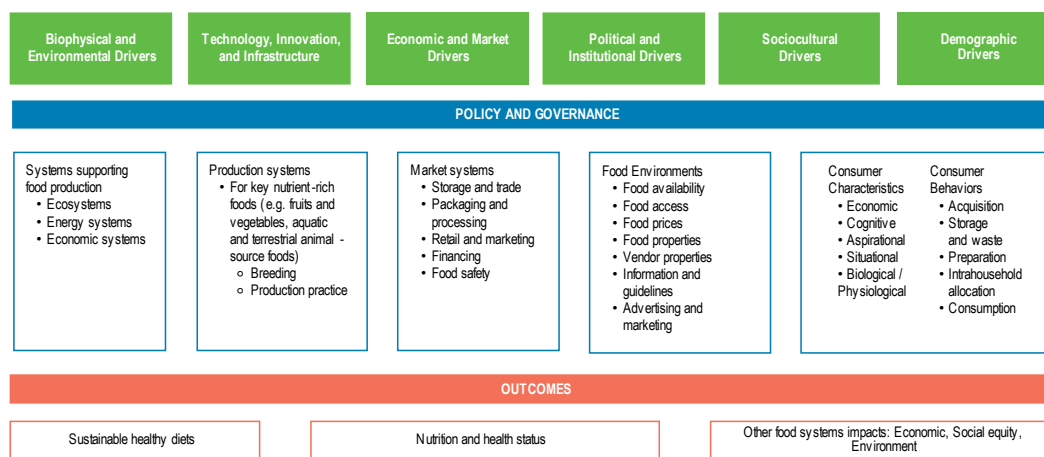 Biophysical and
Environmental Drivers
Technology, Innovation,
and Infrastructure
Economic and Market
Drivers
Political and
Institutional Drivers
Sociocultural
Drivers
Demographic
Drivers
POLICY AND GOVERNANCE
Systems supporting
food production
• Ecosystems
• Energy systems
• Economic systems
Production systems
• For key nutrient-rich
foods (e.g. fruits and
vegetables, aquatic
and terrestrial animal -
source foods)
o Breeding
o Production practice
Market systems
• Storage and trade
• Packaging and
processing
• Retail and marketing
• Financing
• Food safety
Food Environments
• Food availability
• Food access
• Food prices
• Food properties
• Vendor properties
• Information and
guidelines
• Advertising and
marketing
Consumer
Characteristics
• Economic
• Cognitive
• Aspirational
• Situational
• Biological /
Physiological
Consumer
Behaviors
• Acquisition
• Storage
and waste
• Preparation
• Intrahousehold
allocation
• Consumption
OUTCOMES
Sustainable healthy diets
Nutrition and health status
Other food systems impacts: Economic, Social equity,
Environment